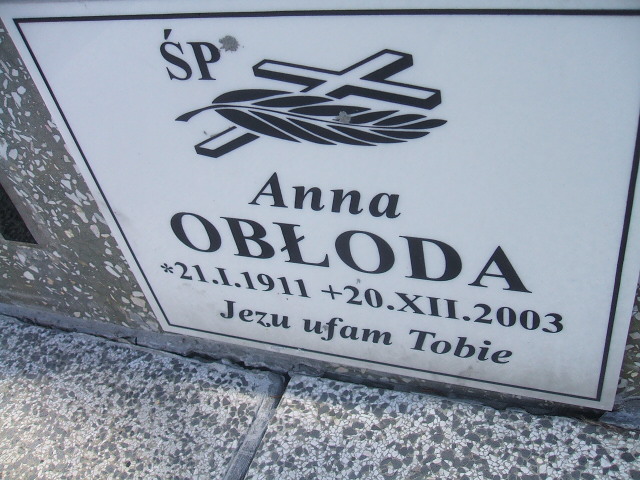 ŚP
Anna
OBŁODA
*21.I.1911 +20.XII.2003
Jezu ufam Tobie